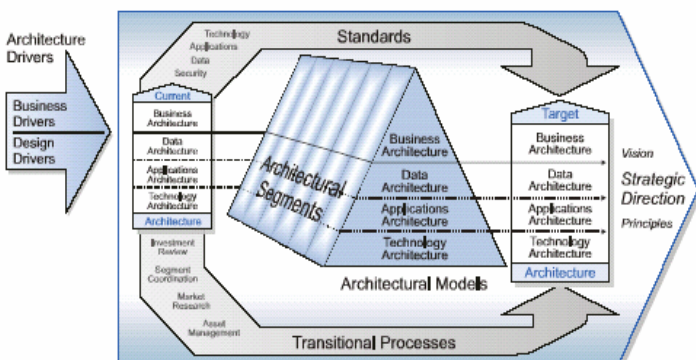 Architecture
Drivers
Business
Drivers
Design
Drivers
Technology
Applications
Data
Security
Standards
Current
Business
Architecture
Data
Architecture
Applications
Architecture
Technology
Architecture
Architecture
Investment
Review
Segment
Coordination
Market
Research
Asset
Management
Architectural
Segments
Business
Architecture
Data
Architecture
Applications
Architecture
Technology
Architecture
Architectural Models
Transitional Processes
Target
Business
Architecture
Data
Architecture
Applications
Architecture
Technology
Architecture
Architecture
Vision
Strategic
Direction
Principles